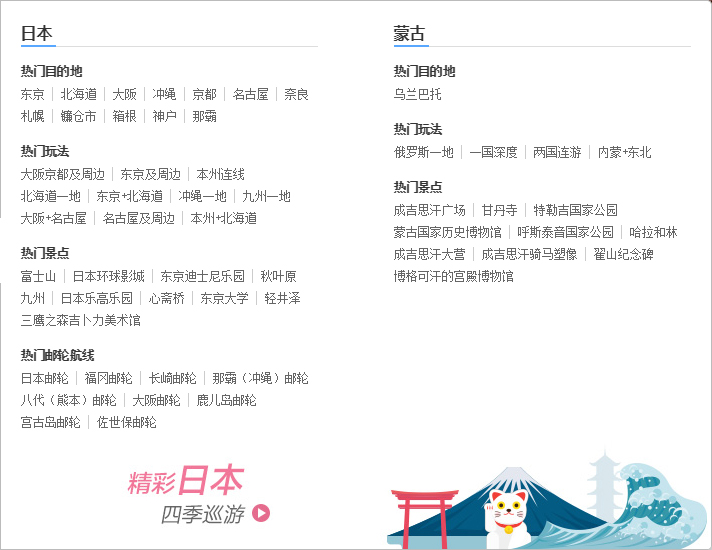 日本
热门目的地
东京 | 北海道 | 大阪 | 冲绳 | 京都 | 名古屋 | 奈良
札幌 | 镰仓市 | 箱根 | 神户 | 那霸
热门玩法
大阪京都及周边 | 东京及周边 | 本州连线
北海道一地 | 东京+北海道 | 冲绳一地 | 九州一地
大阪+名古屋 | 名古屋及周边 | 本州+北海道
热门景点
富士山 | 日本环球影城 | 东京迪士尼乐园 | 秋叶原
九州 | 日本乐高乐园 | 心斋桥 | 东京大学 | 轻井泽
三鹰之森吉卜力美术馆
热门邮轮航线
日本邮轮 | 福冈邮轮 | 长崎邮轮 | 那霸（冲绳）邮轮
八代（熊本）邮轮 | 大阪邮轮 | 鹿儿岛邮轮
宫古岛邮轮 | 佐世保邮轮
精彩日本
四季巡游
蒙古
热门目的地
乌兰巴托
热门玩法
俄罗斯一地 | 一国深度 | 两国连游 | 内蒙+东北
热门景点
成吉思汗广场 | 甘丹寺 | 特勒吉国家公园
蒙古国家历史博物馆 | 呼斯泰音国家公园 | 哈拉和林
成吉思汗大营 | 成吉思汗骑马塑像 | 翟山纪念碑
博格可汗的宫殿博物馆